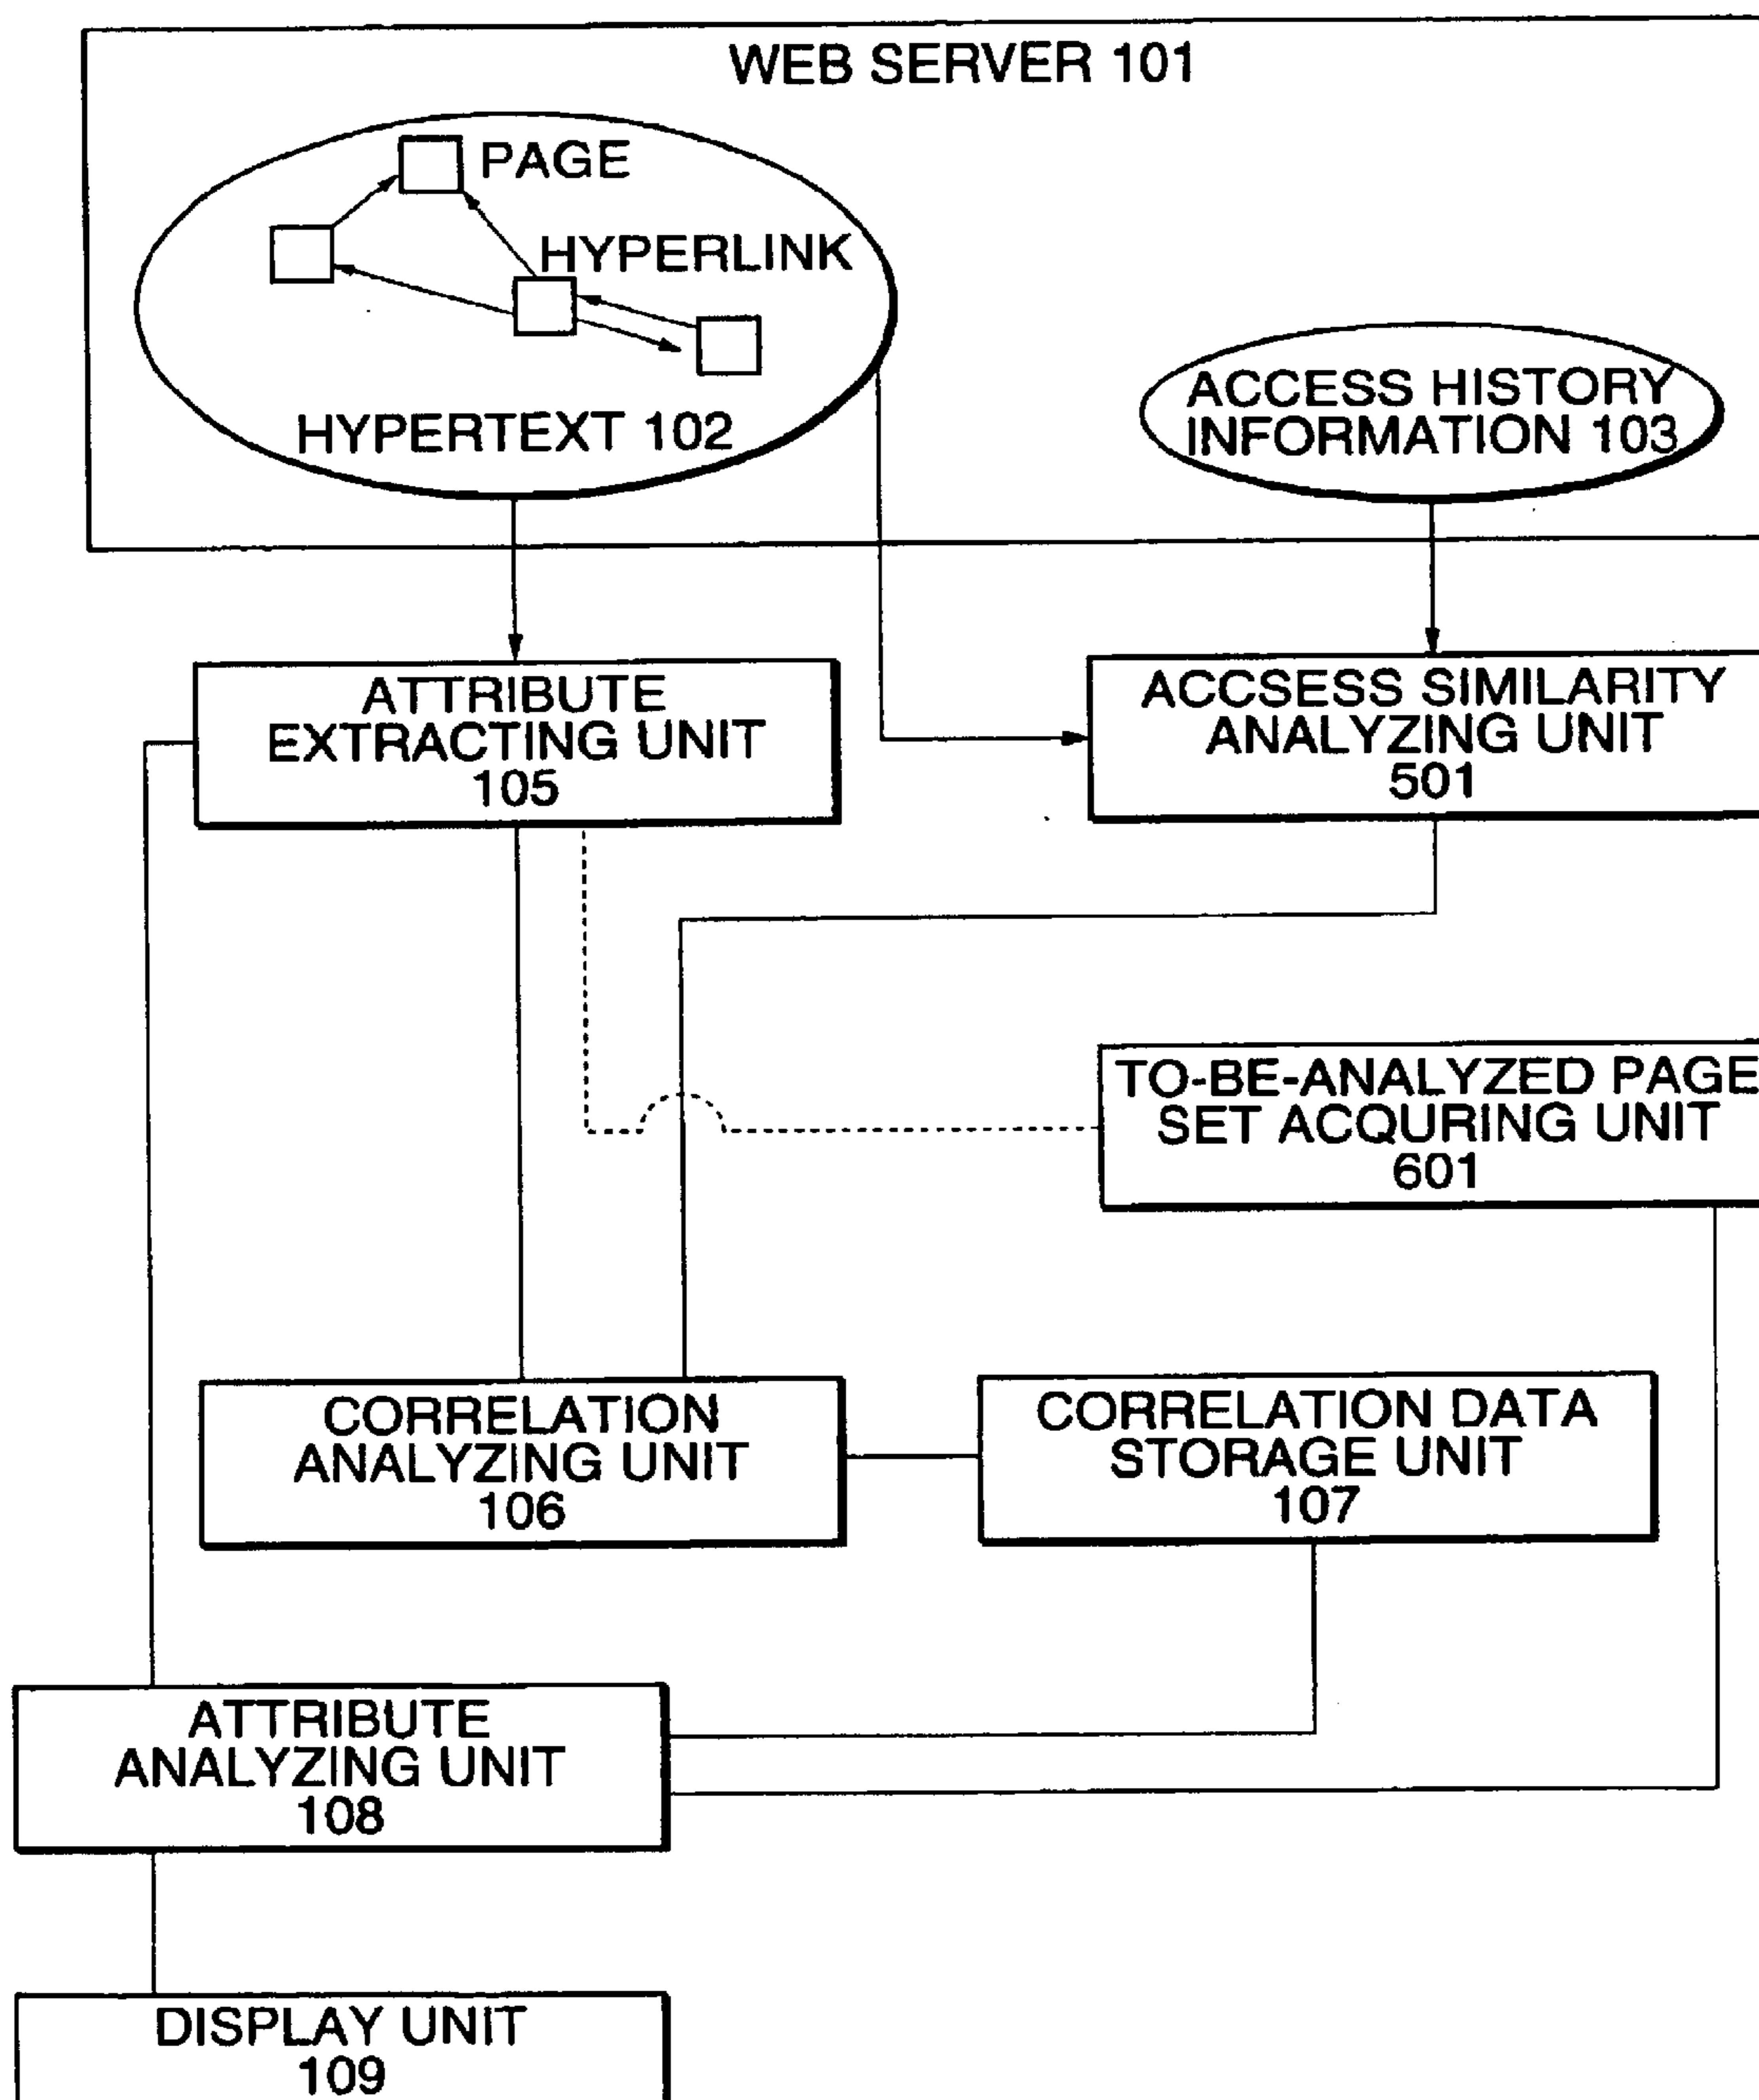 WEB SERVER 101
PAGE
HYPERLINK
HYPERTEXT 102
ACCESS HISTORY
INFORMATION 103
ATTRIBUTE
EXTRACTING UNIT
105
ACCSESS SIMILARITY
ANALYZING UNIT
501
TO-BE-ANALYZED PAGE
SET ACQURING UNIT
601
CORRELATION
ANALYZING UNIT
106
CORRELATION DATA
STORAGE UNIT
107
ATTRIBUTE
ANALYZING UNIT
108
DISPLAY UNIT
109